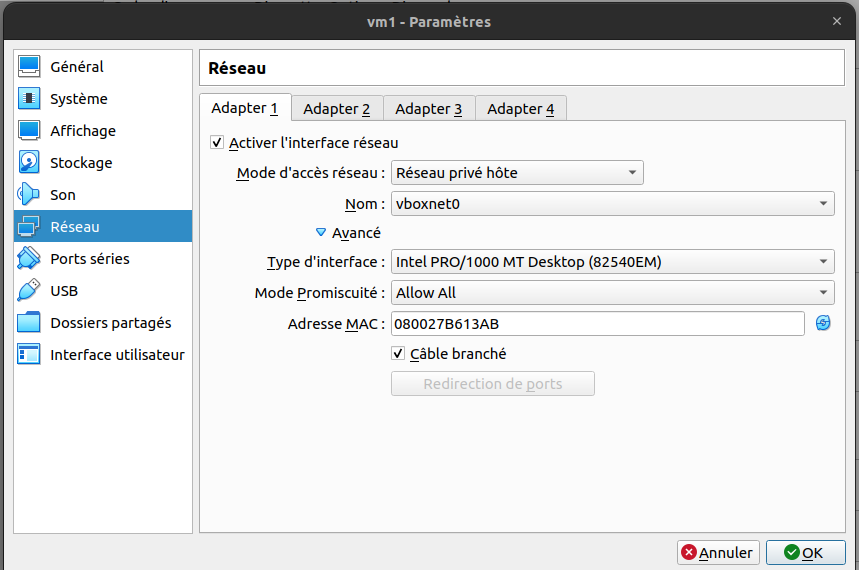 vm1 - Paramètres
Général
Système
Affichage
Stockage
Son
Réseau
Ports séries
USB
Dossiers partagés
Interface utilisateur
Réseau
Adapter 1 Adapter 2 Adapter 3 Adapter 4
Activer l'interface réseau
Mode d'accès réseau : Réseau privé hôte
Nom : vboxnet0
Avancé
Type d'interface : Intel PRO/1000 MT Desktop (82540EM)
Mode Promiscuité : Allow All
Adresse MAC : 080027B613AB
Câble branché
Redirection de ports
Annuler OK